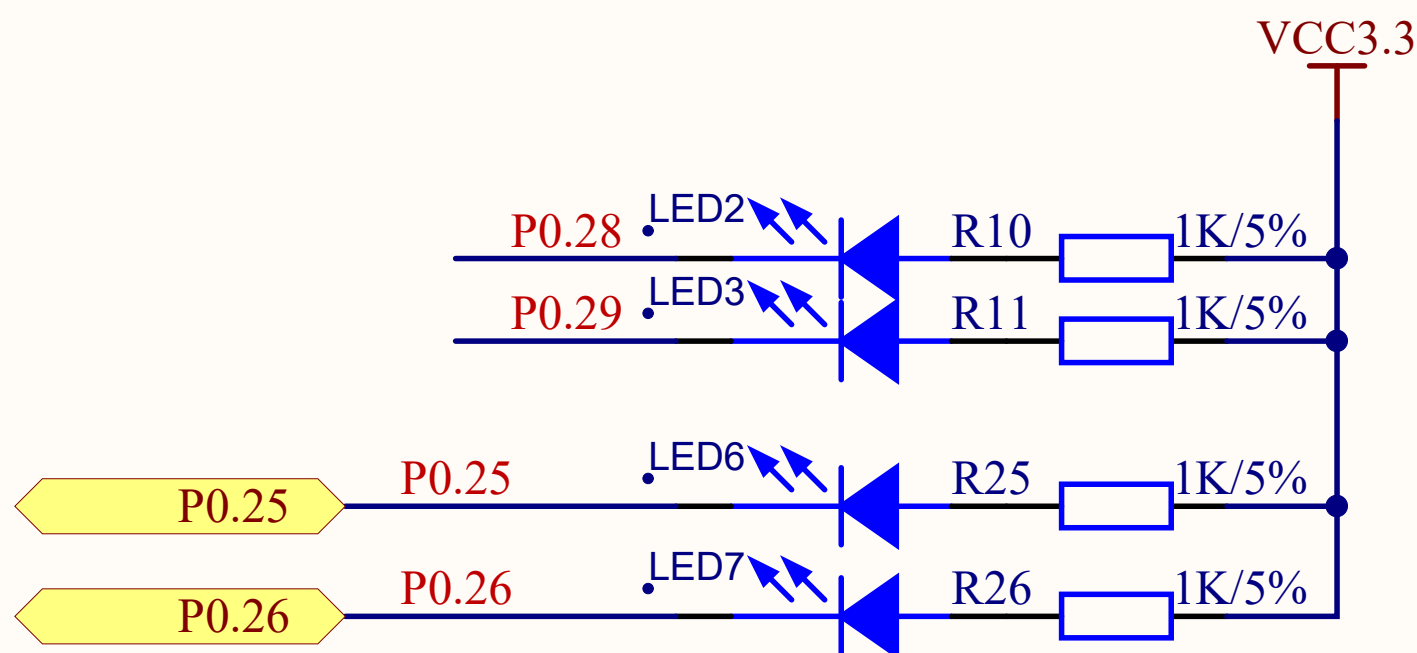 VCC3.3
P0.28 LED2 R10 1K/5%
P0.29 LED3 R11 1K/5%
P0.25 P0.25 LED6 R25 1K/5%
P0.26 P0.26 LED7 R26 1K/5%